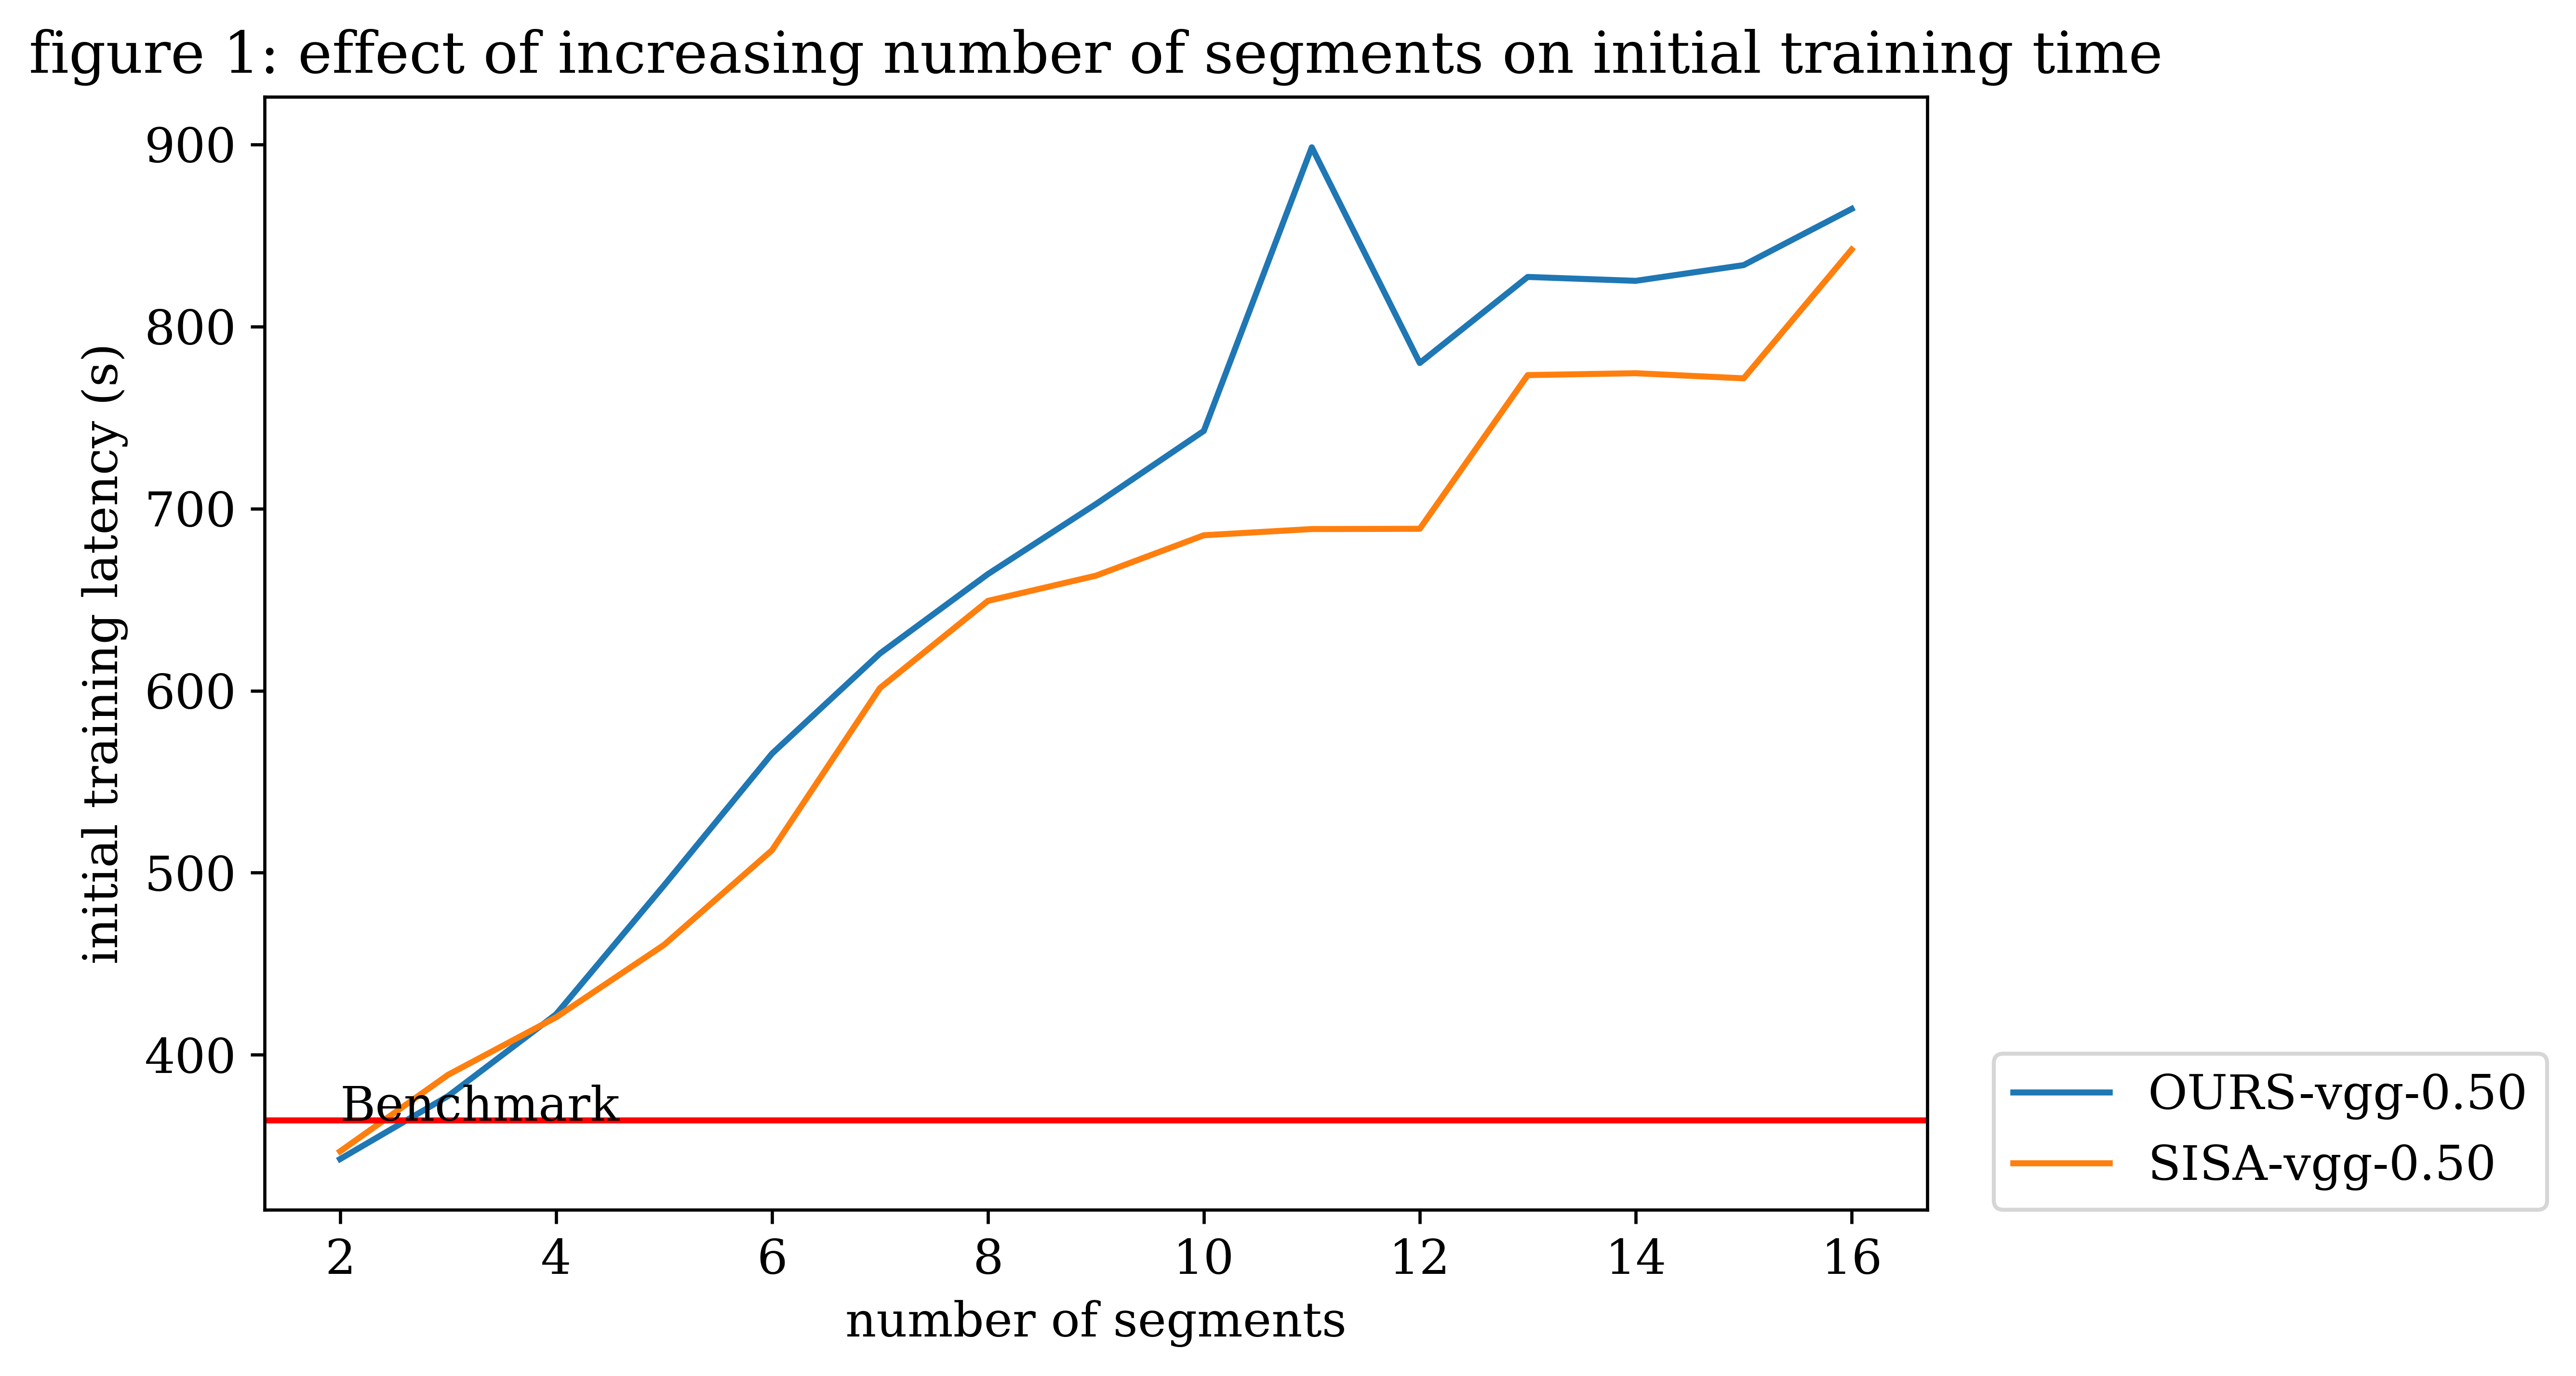 figure 1: effect of increasing number of segments on initial training time
initial training latency (s)
900
800
700
600
500
400
Benchmark
2 4 6 8 10 12 14 16
number of segments
OURS-vgg-0.50
SISA-vgg-0.50